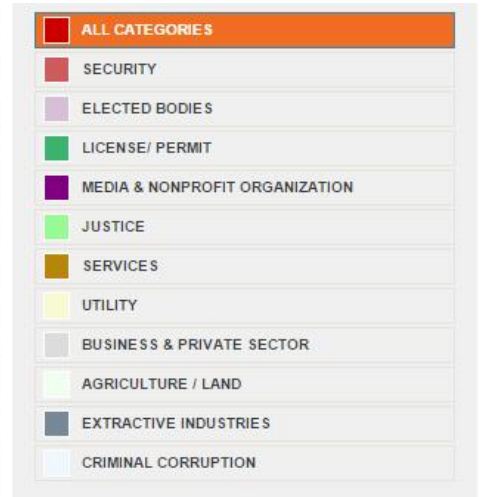 ALL CATEGORIES
SECURITY
ELECTED BODIES
LICENSE/ PERMIT
MEDIA & NONPROFIT ORGANIZATION
JUSTICE
SERVICES
UTILITY
BUSINESS & PRIVATE SECTOR
AGRICULTURE / LAND
EXTRACTIVE INDUSTRIES
CRIMINAL CORRUPTION